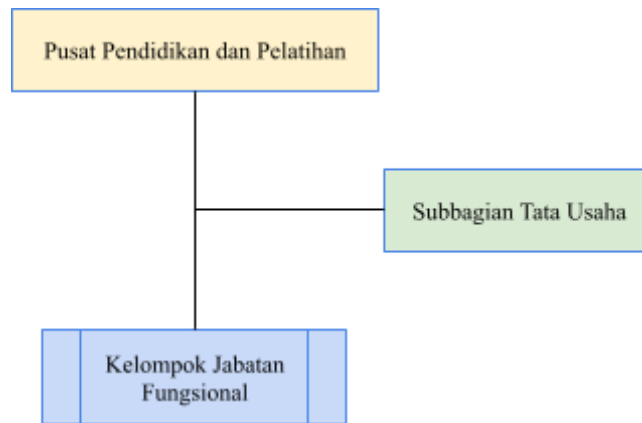 Pusat Pendidikan dan Pelatihan
Subbagian Tata Usaha
Kelompok Jabatan
Fungsional